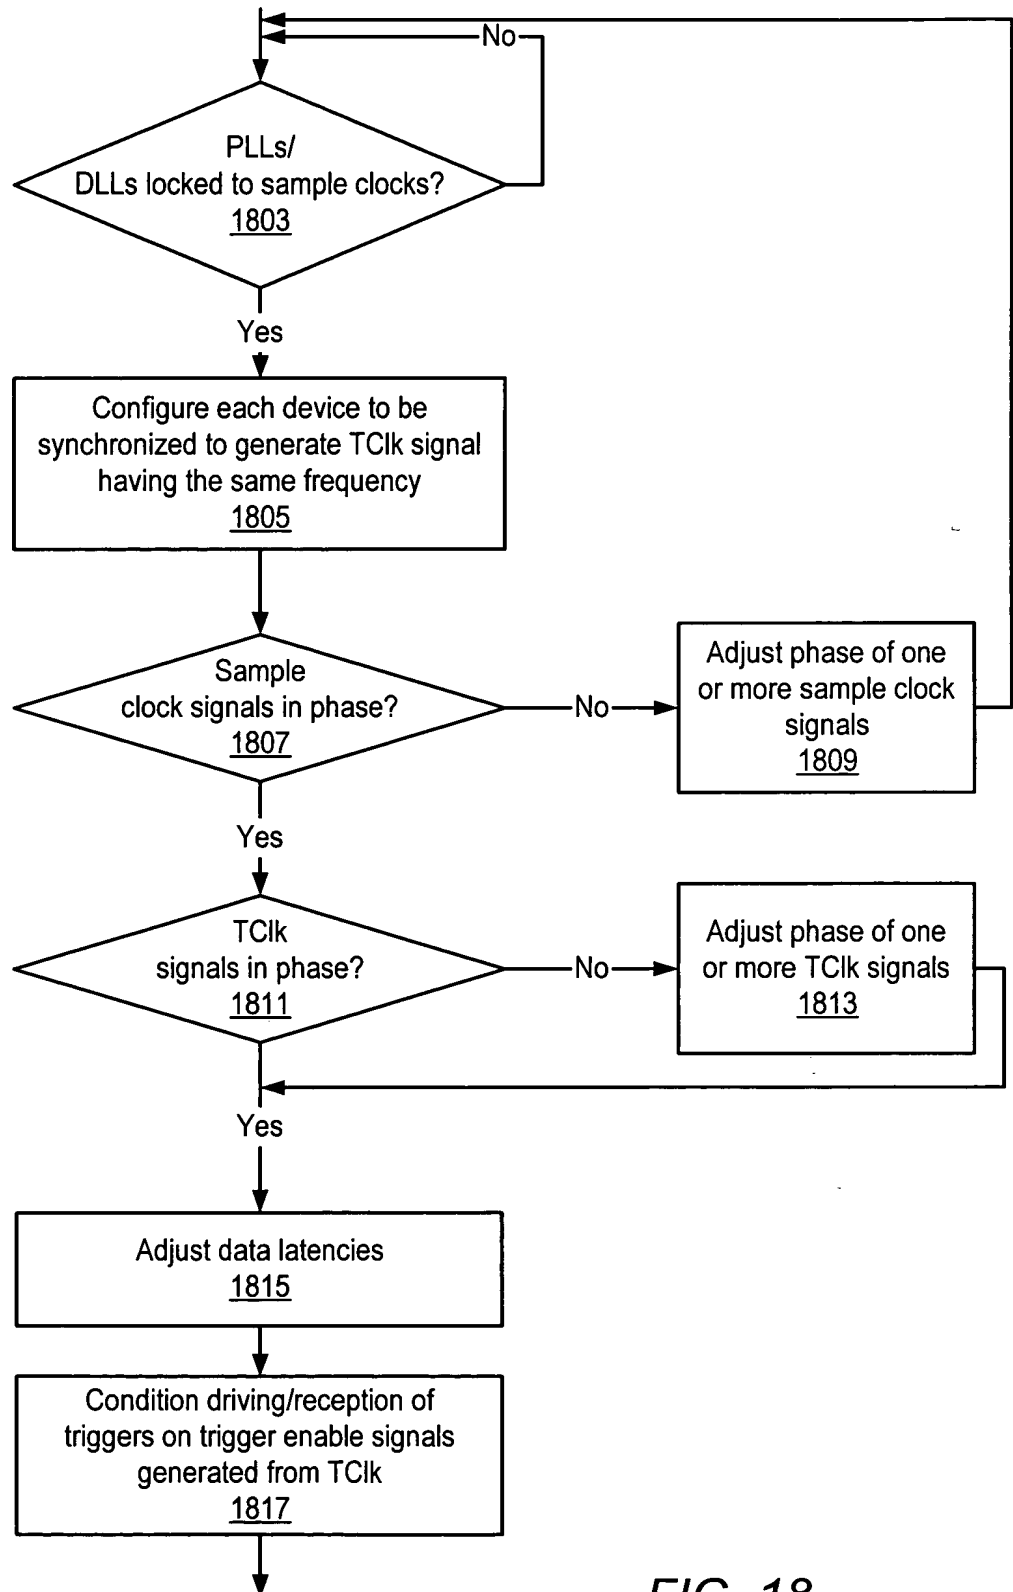 No
PLLs/
DLLs locked to sample clocks?
1803
Yes
Configure each device to be
synchronized to generate TClk signal
having the same frequency
1805
Sample
clock signals in phase?
1807
No
Adjust phase of one
or more sample clock
signals
1809
Yes
TClk
signals in phase?
1811
No
Adjust phase of one
or more TClk signals
1813
Yes
Adjust data latencies
1815
Condition driving/reception of
triggers on trigger enable signals
generated from TClk
1817
FIG. 18